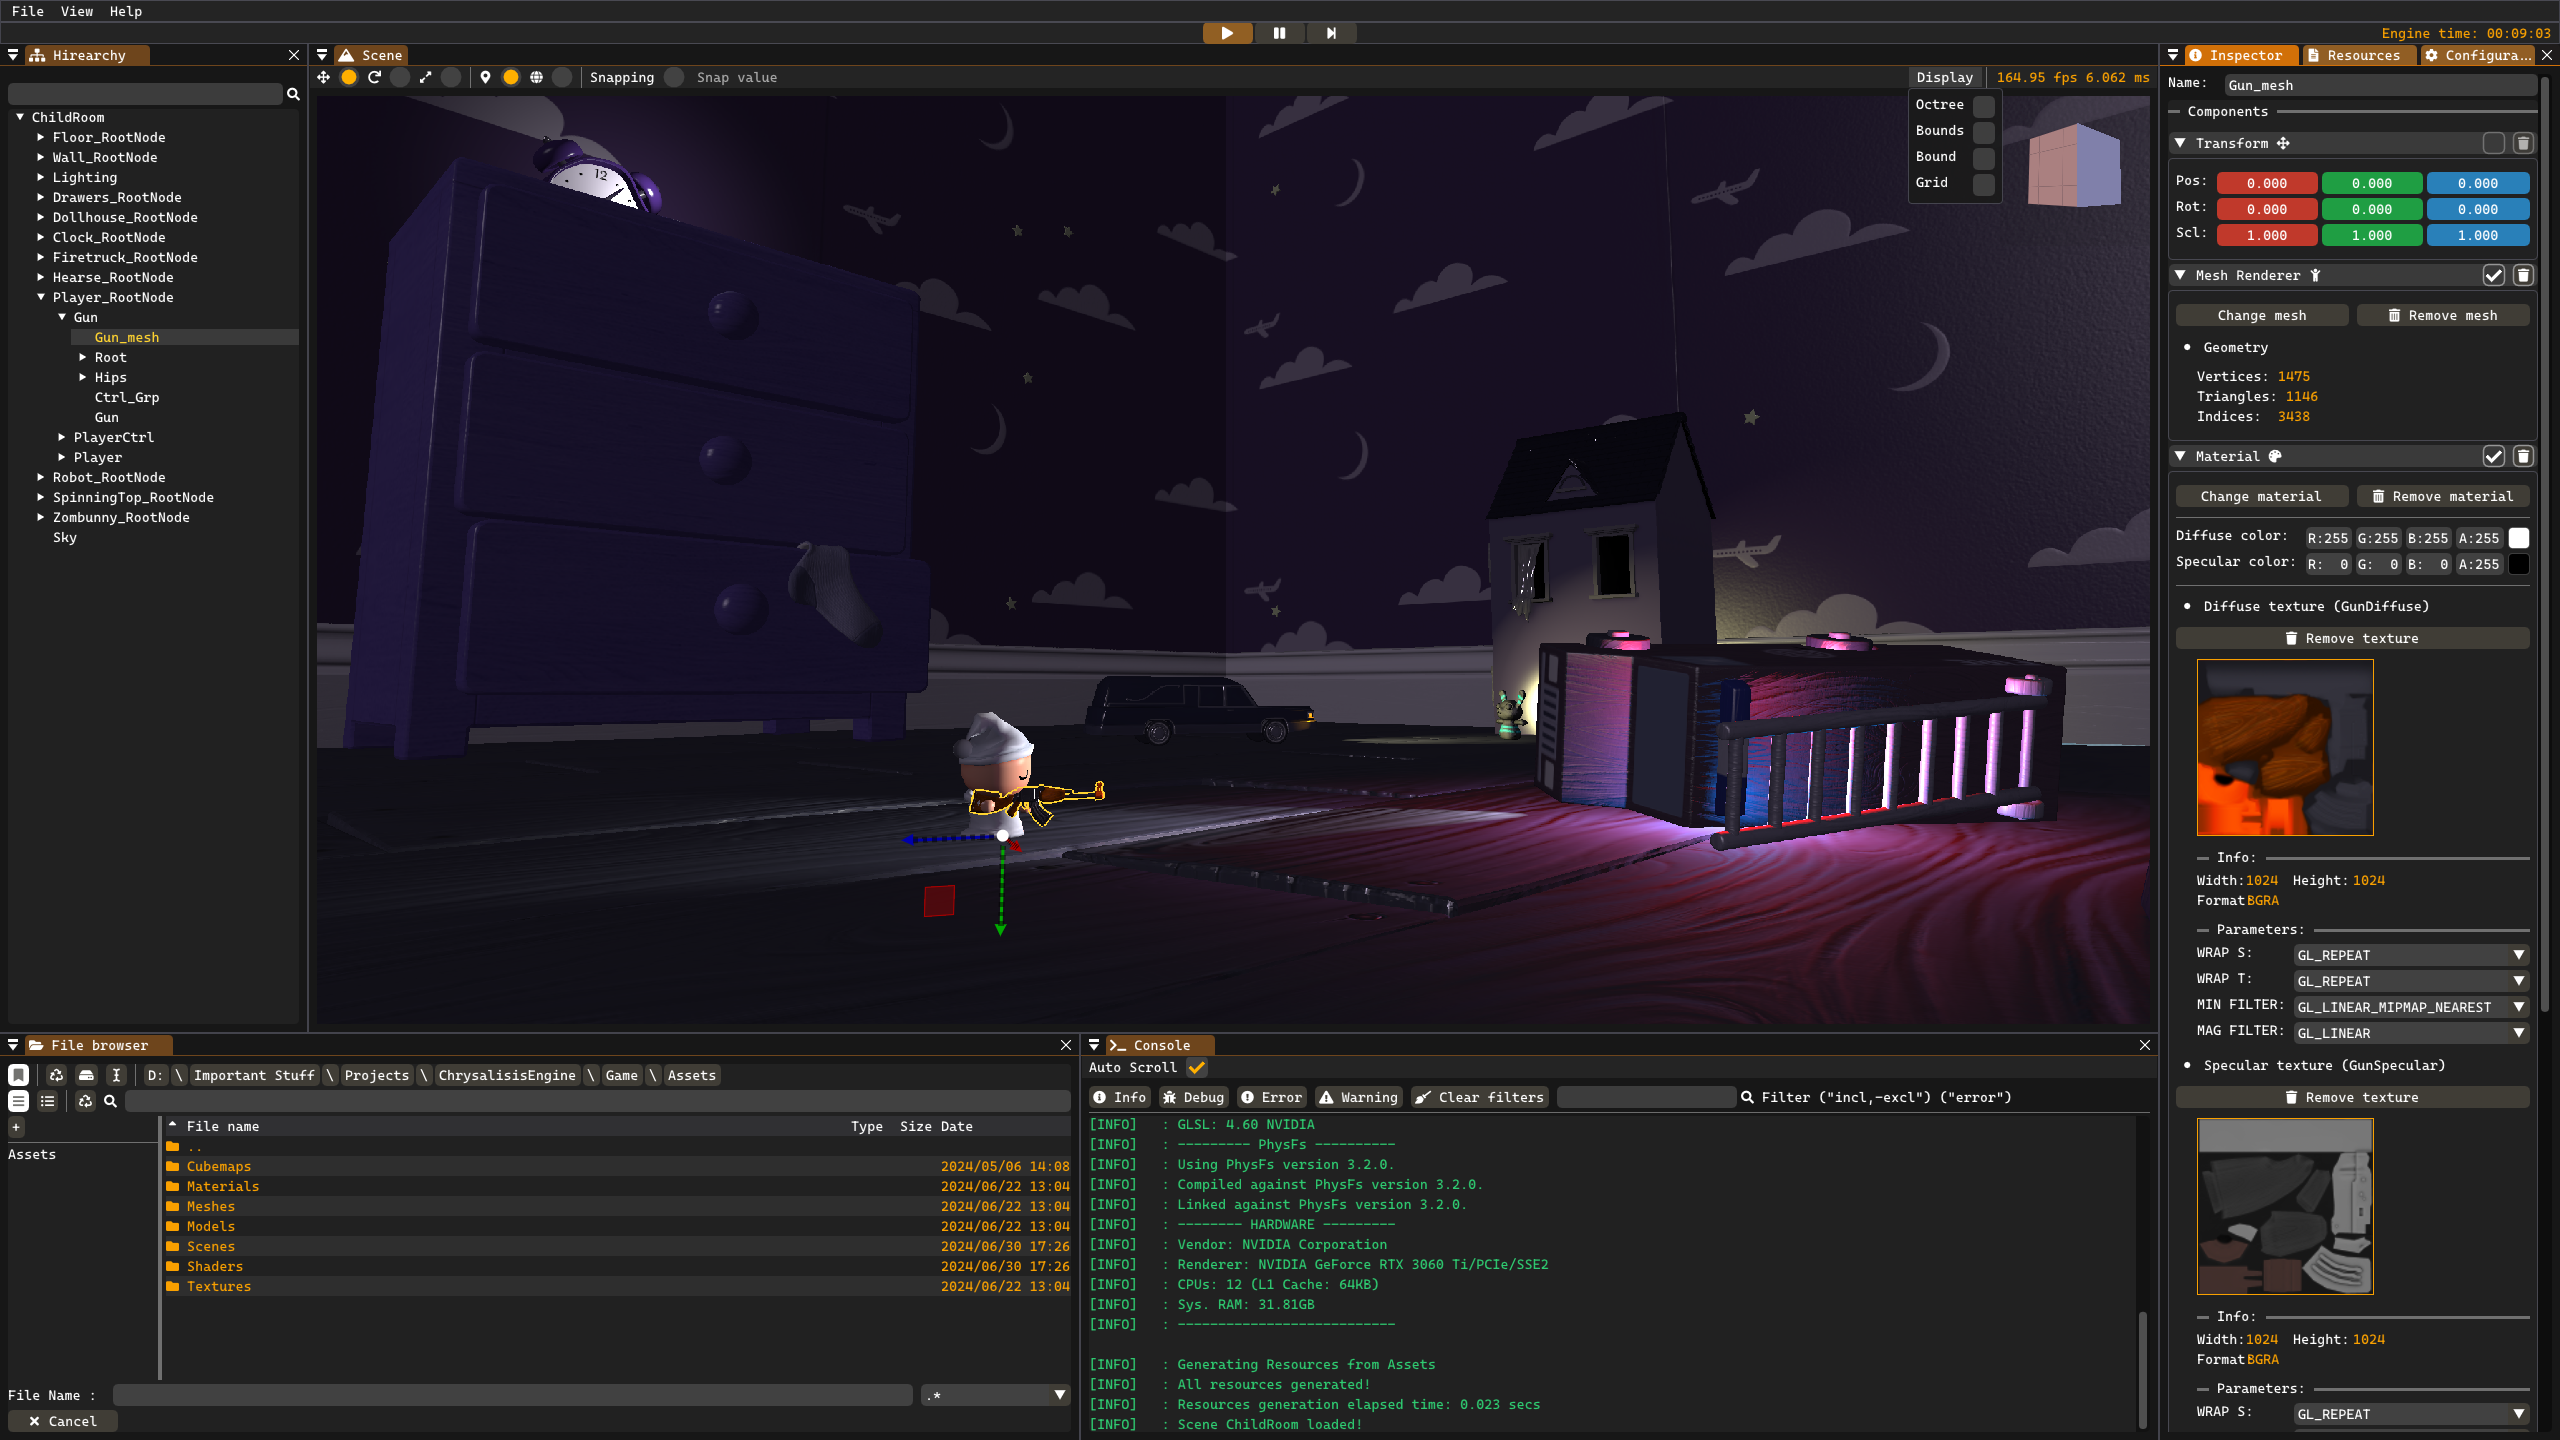 File View Help
Engine time: 00:09:03
Hirearchy
ChildRoom
Floor_RootNode
Wall_RootNode
Lighting
Drawers_RootNode
Dollhouse_RootNode
Clock_RootNode
Firetruck_RootNode
Hearse_RootNode
Player_RootNode
Gun
Gun_mesh
Root
Hips
Ctrl_Grp
Gun
PlayerCtrl
Player
Robot_RootNode
SpinningTop_RootNode
Zombunny_RootNode
Sky
Scene
Snapping Snap value
Display 164.95 fps 6.062 ms
Octree
Bounds
Bound
Grid
12
Inspector Resources Configura...
Name: Gun_mesh
Components
Transform
Pos: 0.000 0.000 0.000
Rot: 0.000 0.000 0.000
Scl: 1.000 1.000 1.000
Mesh Renderer
Change mesh Remove mesh
Geometry
Vertices: 1475
Triangles: 1146
Indices: 3438
Material
Change material Remove material
Diffuse color: R:255 G:255 B:255 A:255
Specular color: R: 0 G: 0 B: 0 A:255
Diffuse texture (GunDiffuse)
Remove texture
Info:
Width:1024 Height: 1024
Format BGRA
Parameters:
WRAP S: GL_REPEAT
WRAP T: GL_REPEAT
MIN FILTER: GL_LINEAR_MIPMAP_NEAREST
MAG FILTER: GL_LINEAR
Specular texture (GunSpecular)
Remove texture
Info:
Width:1024 Height: 1024
Format BGRA
Parameters:
WRAP S: GL_REPEAT
File browser
D: \ Important Stuff \ Projects \ ChrysalisisEngine \ Game \ Assets
+
Assets
File name Type Size Date
..
Cubemaps 2024/05/06 14:08
Materials 2024/06/22 13:04
Meshes 2024/06/22 13:04
Models 2024/06/22 13:04
Scenes 2024/06/30 17:26
Shaders 2024/06/30 17:26
Textures 2024/06/22 13:04
File Name : .*
Cancel
Console
Auto Scroll
Info Debug Error Warning Clear filters Filter ("incl,-excl") ("error")
[INFO] : GLSL: 4.60 NVIDIA
[INFO] : --------- PhysFs ----------
[INFO] : Using PhysFs version 3.2.0.
[INFO] : Compiled against PhysFs version 3.2.0.
[INFO] : Linked against PhysFs version 3.2.0.
[INFO] : -------- HARDWARE ---------
[INFO] : Vendor: NVIDIA Corporation
[INFO] : Renderer: NVIDIA GeForce RTX 3060 Ti/PCIe/SSE2
[INFO] : CPUs: 12 (L1 Cache: 64KB)
[INFO] : Sys. RAM: 31.81GB
[INFO] : ---------------------------
[INFO] : Generating Resources from Assets
[INFO] : All resources generated!
[INFO] : Resources generation elapsed time: 0.023 secs
[INFO] : Scene ChildRoom loaded!